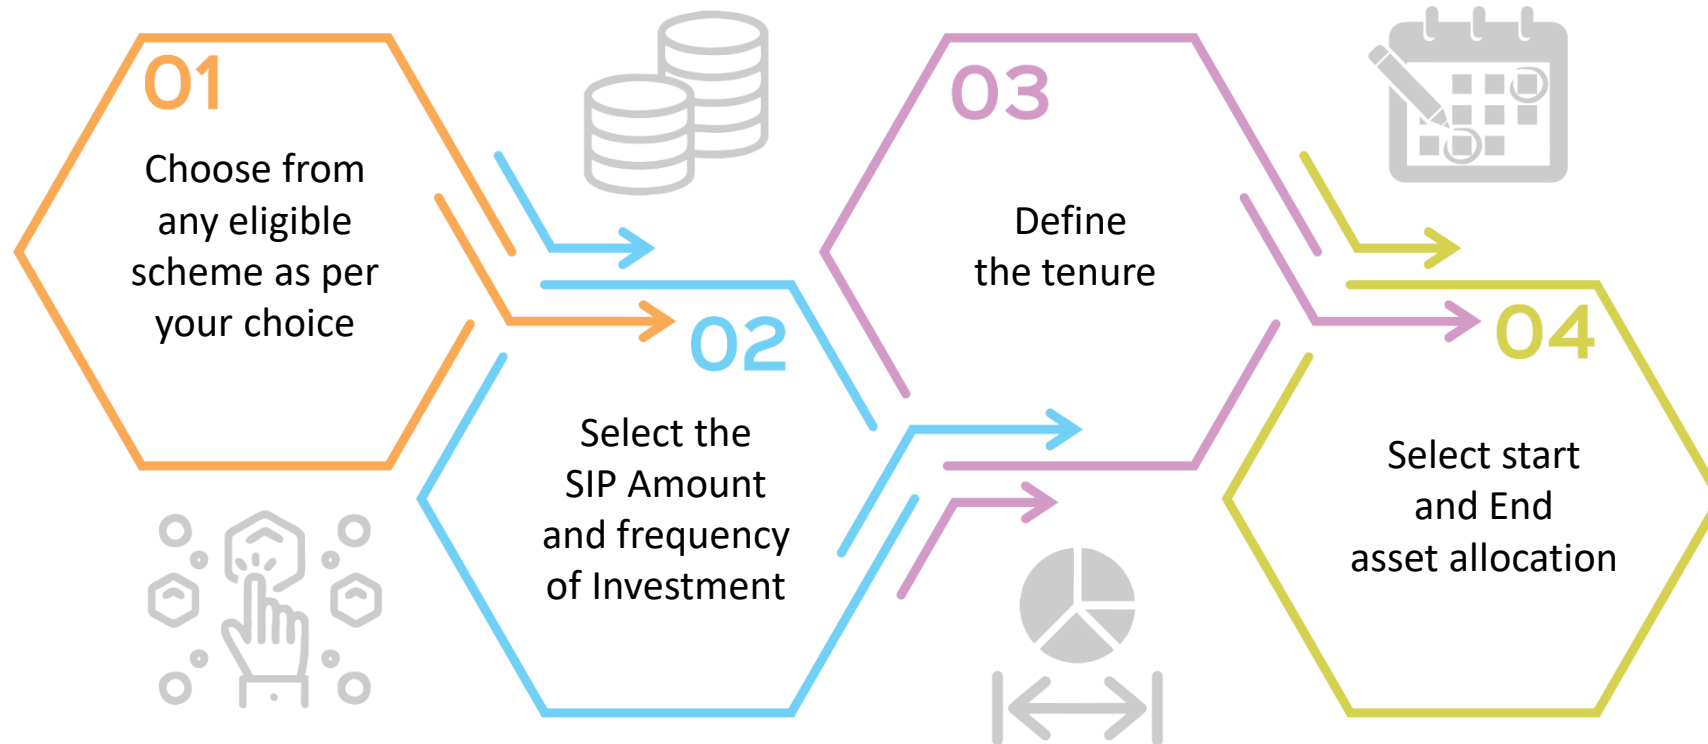 01
Choose from
any eligible
scheme as per
your choice
02
Select the
SIP Amount
and frequency
of Investment
03
Define
the tenure
04
Select start
and End
asset allocation